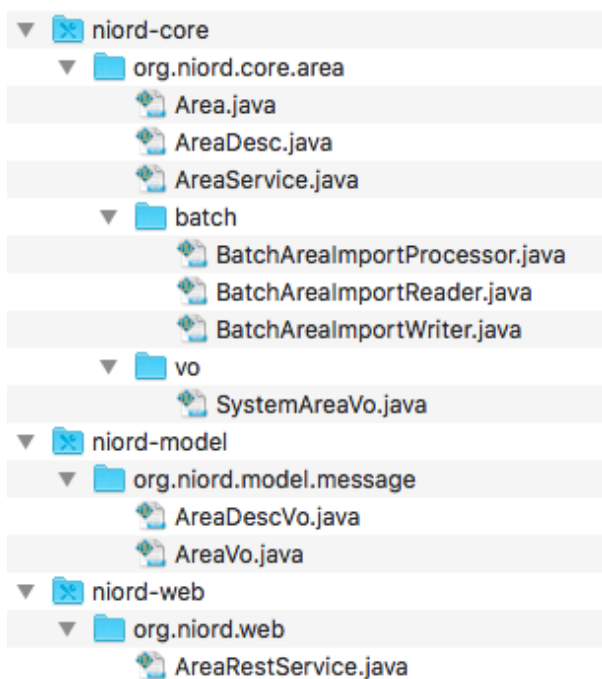 niord-core
org.niord.core.area
Area.java
AreaDesc.java
AreaService.java
batch
BatchAreaImportProcessor.java
BatchAreaImportReader.java
BatchAreaImportWriter.java
vo
SystemAreaVo.java
niord-model
org.niord.model.message
AreaDescVo.java
AreaVo.java
niord-web
org.niord.web
AreaRestService.java